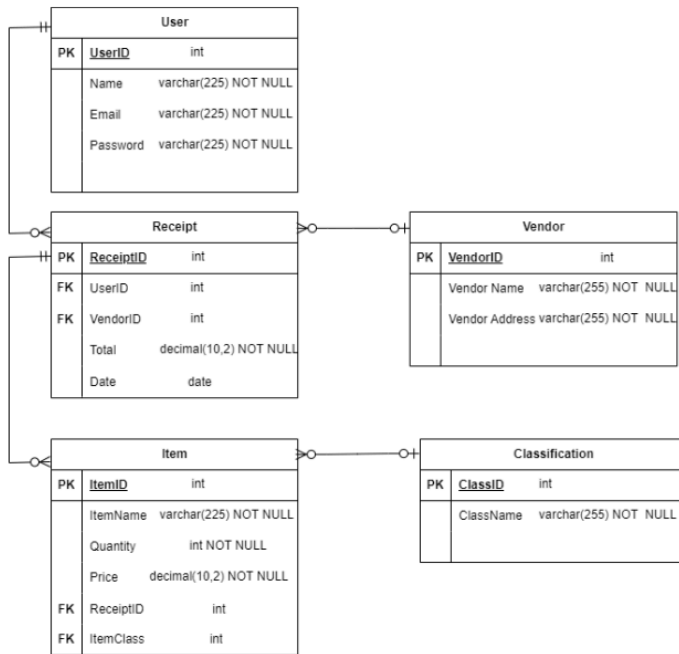 User
PK UserID int
Name varchar(225) NOT NULL
Email varchar(225) NOT NULL
Password varchar(225) NOT NULL
Receipt
PK ReceiptID int
FK UserID int
FK VendorID int
Total decimal(10,2) NOT NULL
Date date
Vendor
PK VendorID int
Vendor Name varchar(255) NOT NULL
Vendor Address varchar(255) NOT NULL
Item
PK ItemID int
ItemName varchar(225) NOT NULL
Quantity int NOT NULL
Price decimal(10,2) NOT NULL
FK ReceiptID int
FK ItemClass int
Classification
PK ClassID int
ClassName varchar(255) NOT NULL